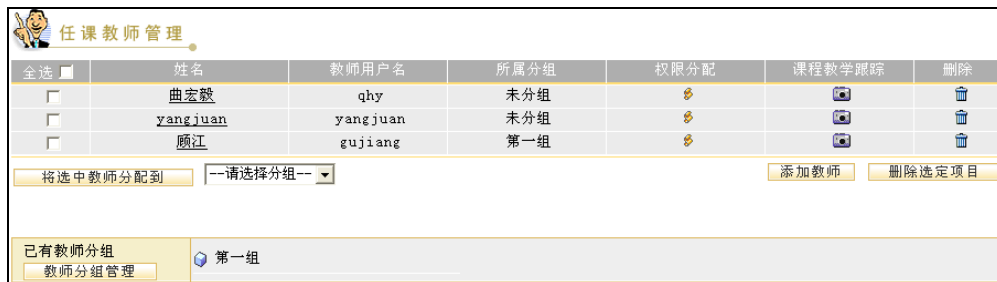 任课教师管理
全选 姓名 教师用户名 所属分组 权限分配 课程教学跟踪 删除
曲宏毅 qhy 未分组
yangjuan yangjuan 未分组
顾江 gujiang 第一组
将选中教师分配到 --请选择分组-- 添加教师 删除选定项目
已有教师分组
第一组
教师分组管理